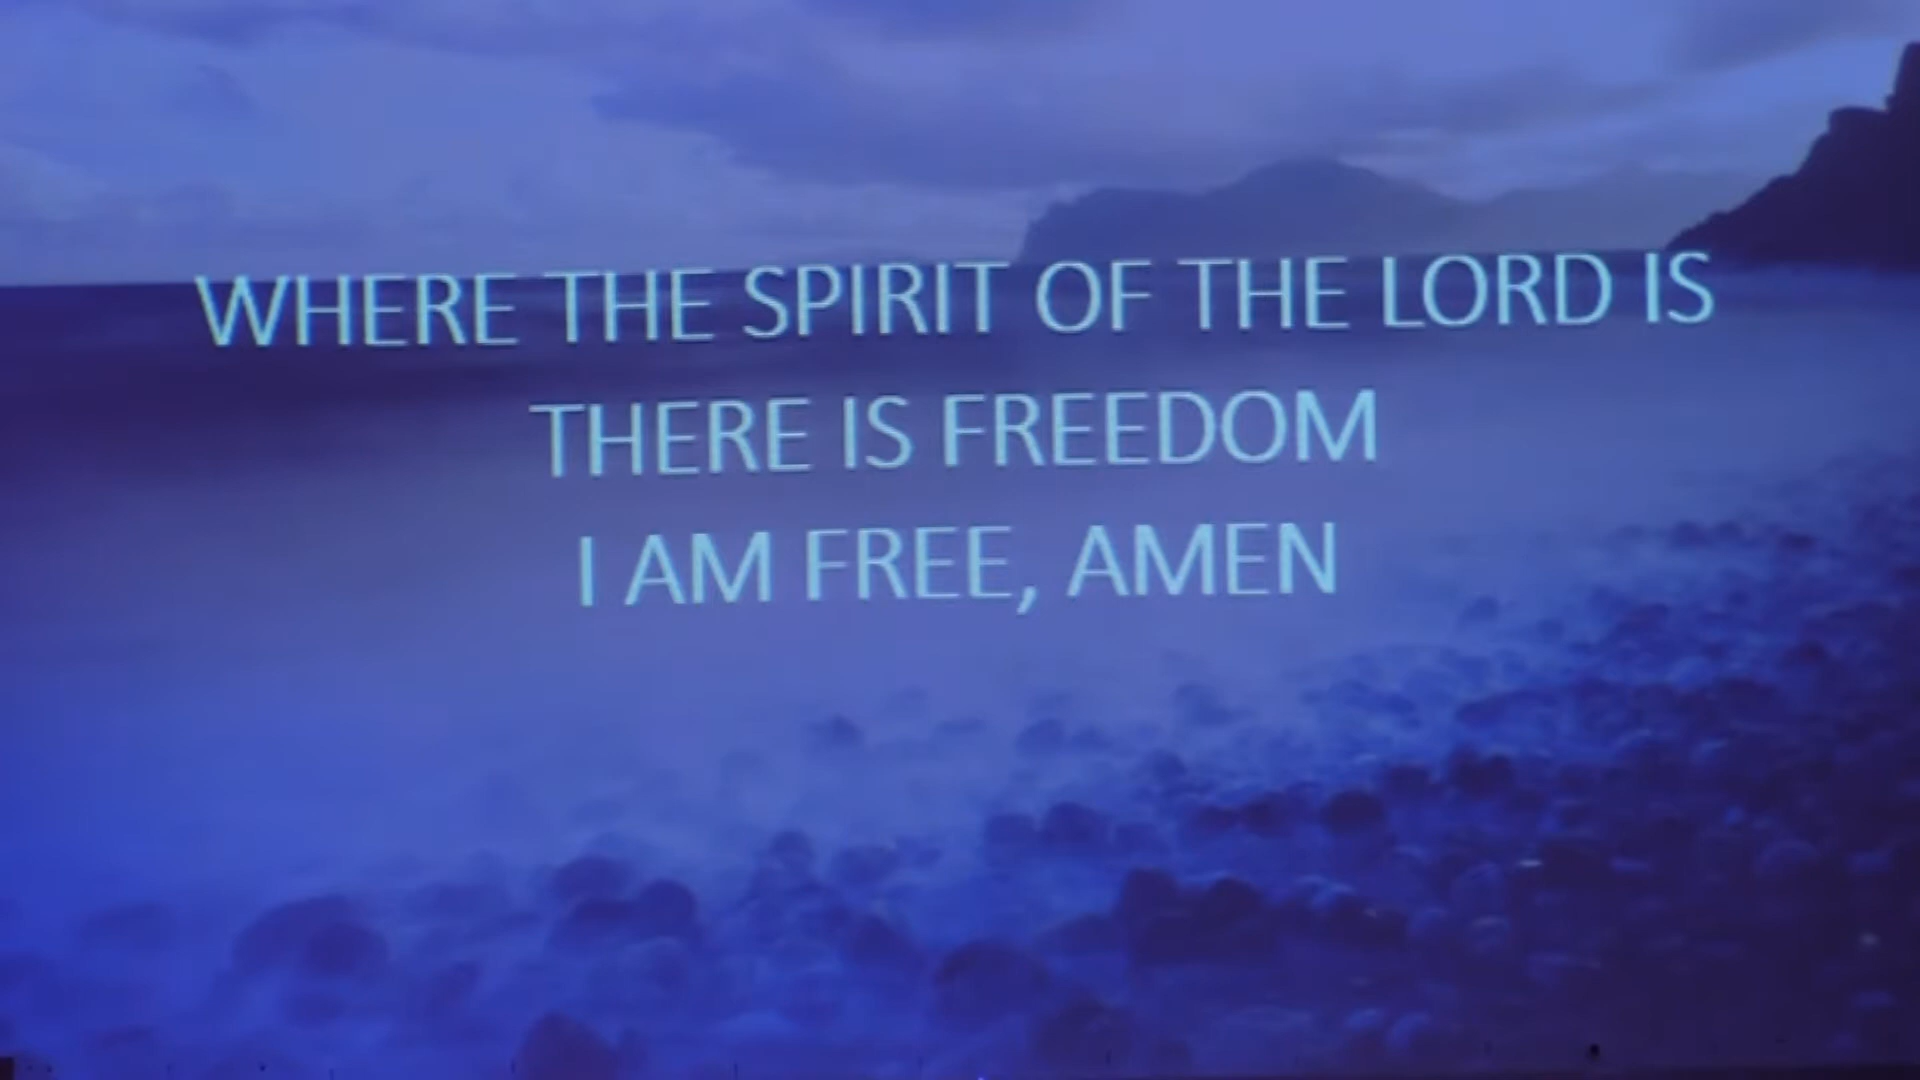 WHERE THE SPIRIT OF THE LORD IS
THERE IS FREEDOM
I AM FREE, AMEN